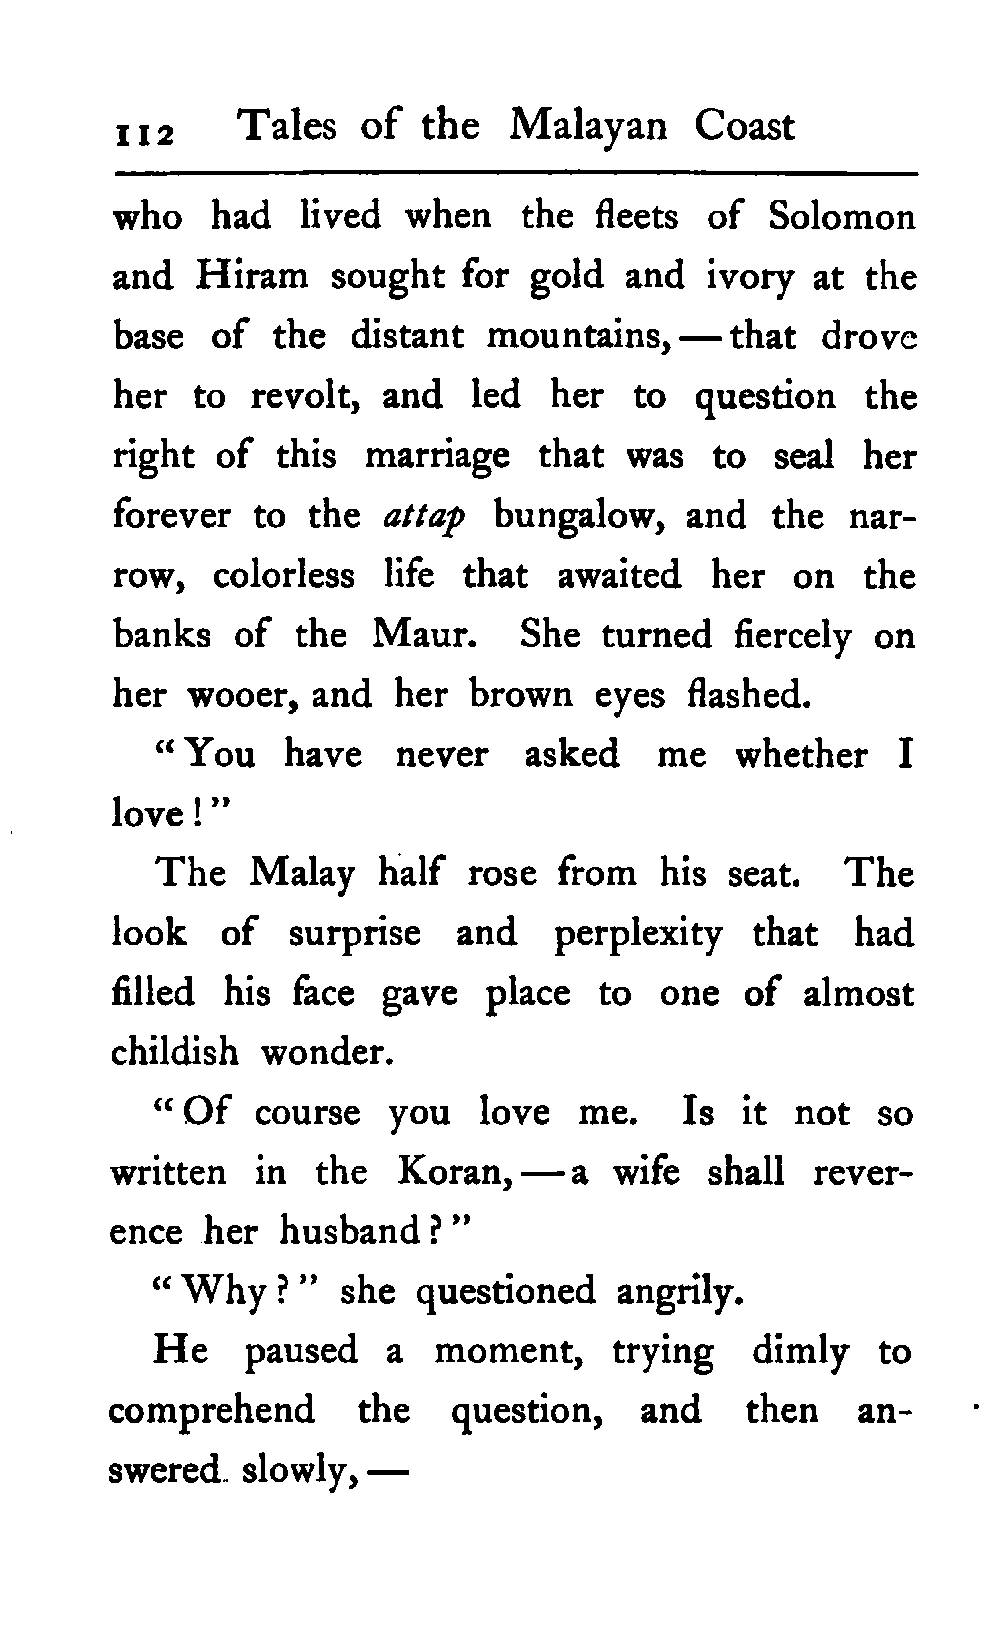 112 Tales of the Malayan Coast
who had lived when the fleets of Solomon
and Hiram sought for gold and ivory at the
base of the distant mountains, — that drove
her to revolt, and led her to question the
right of this marriage that was to seal her
forever to the attap bungalow, and the nar-
row, colorless life that awaited her on the
banks of the Maur. She turned fiercely on
her wooer, and her brown eyes flashed.
“You have never asked me whether I
love!”
The Malay half rose from his seat. The
look of surprise and perplexity that had
filled his face gave place to one of almost
childish wonder.
“Of course you love me. Is it not so
written in the Koran, — a wife shall rever-
ence her husband?”
“Why?” she questioned angrily.
He paused a moment, trying dimly to
comprehend the question, and then an-
swered slowly, —